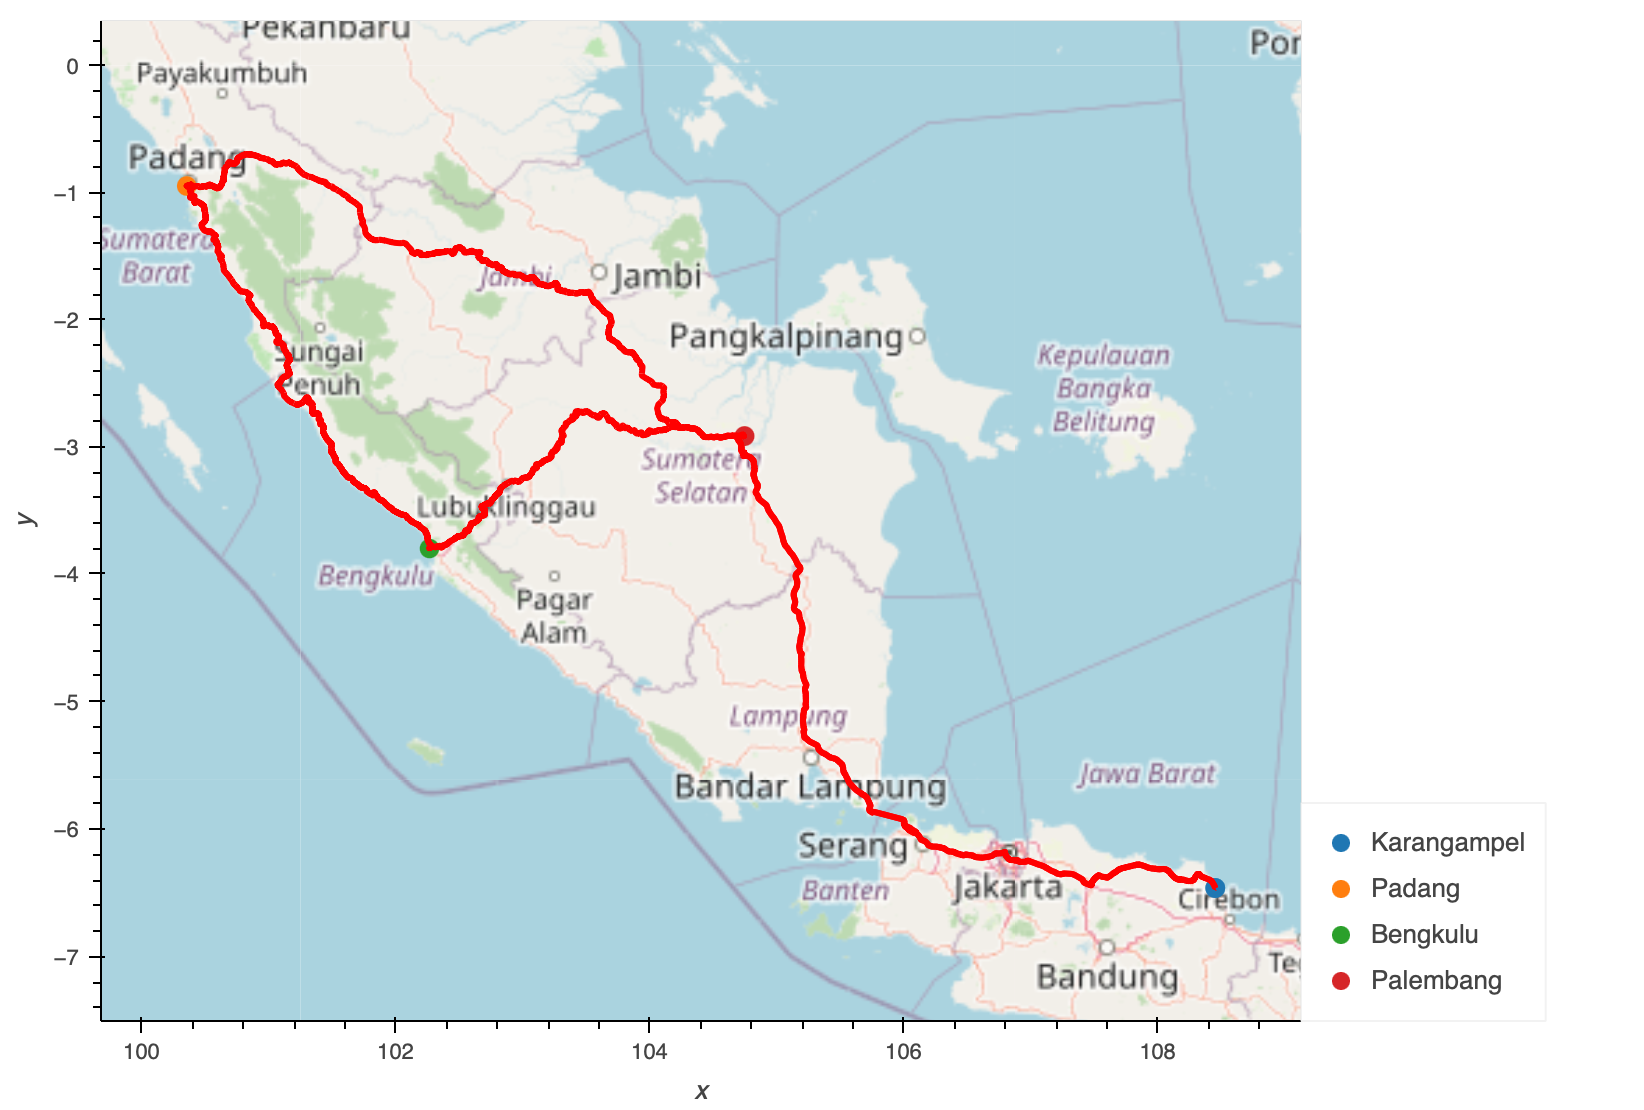 Pekanbaru
Payakumbuh
Padang
Sumatera
Barat
Jambi
Jambi
Pangkalpinang
Kepulauan
Bangka
Belitung
Sungai
Penuh
Sumatera
Selatan
Lubuklinggau
Bengkulu
Pagar
Alam
Lampung
Bandar Lampung
Jawa Barat
Serang
Jakarta
Banten
Cirebon
Bandung
0
−1
−2
−3
−4
−5
−6
−7
y
100
102
104
106
108
x
Karangampel
Padang
Bengkulu
Palembang